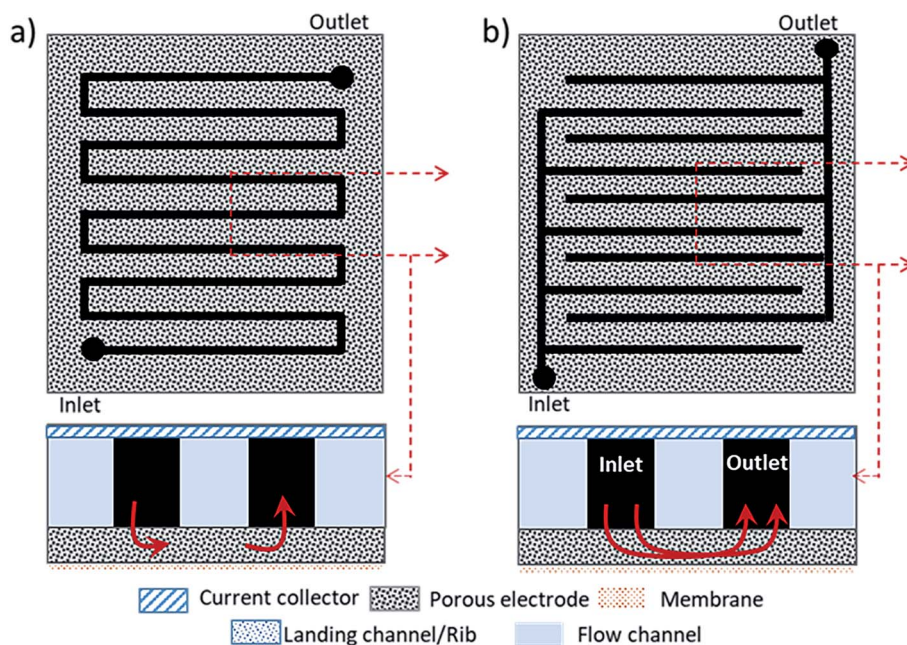 a)
Outlet
Inlet
b)
Outlet
Inlet
Inlet
Outlet
Current collector
Porous electrode
Membrane
Landing channel/Rib
Flow channel